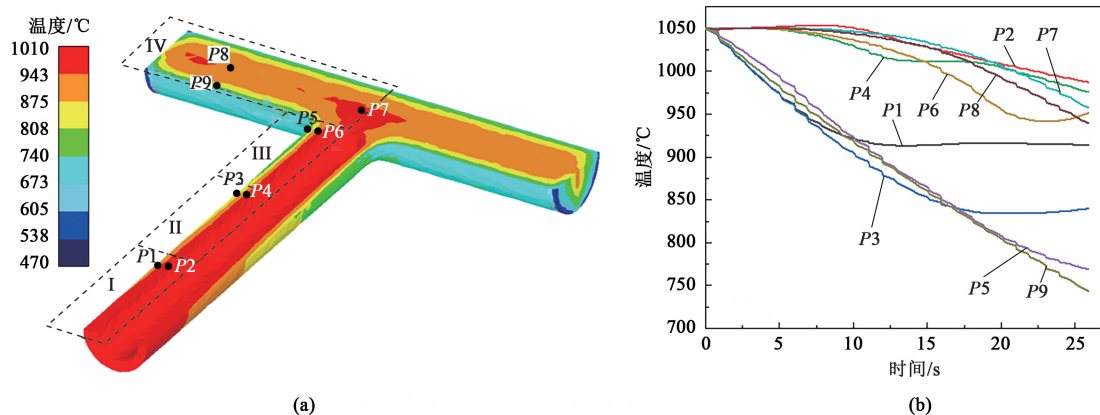 温度/℃
1010
943
875
808
740
673
605
538
470
IV
P8
P9
P7
P5
P6
III
P3
P4
II
P1
P2
I
(a)
温度/℃
1050
1000
950
900
850
800
750
700
0
5
10
15
20
25
时间/s
P2
P7
P4
P1
P6
P8
P3
P5
P9
(b)